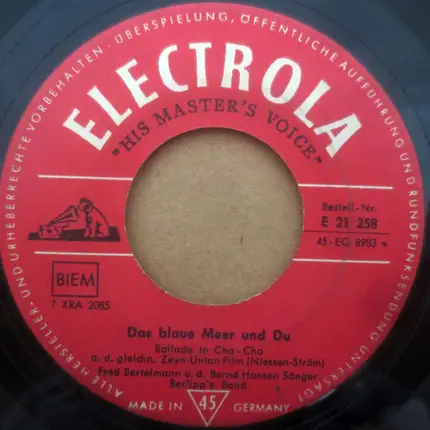 ALLE HERSTELLER- UND URHEBERRECHTE VORBEHALTEN · ÜBERSPIELUNG, ÖFFENTLICHE AUFFÜHRUNG UND RUNDFUNKSENDUNG UNTERSAGT
ELECTROLA
"HIS MASTER'S VOICE"
Bestell-Nr.
E 21 258
45-EG 8983
BIEM
7 XRA 2085
Das blaue Meer und Du
Ballade in Cha-Cha
a. d. gleichn. Zeyn-Union Film (Niessen-Ström)
Fred Bertelmann u. d. Bernd Hansen Sänger
Berlipp's Band
MADE IN 45 GERMANY